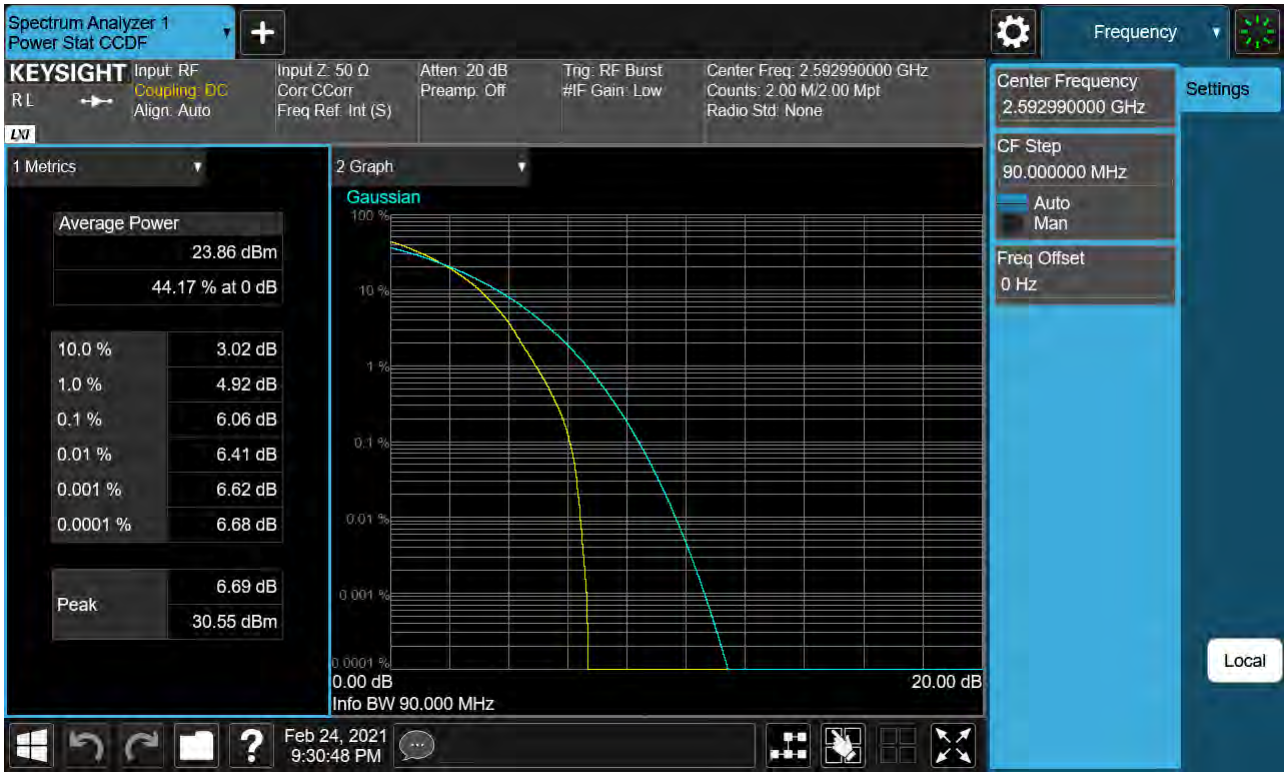 Spectrum Analyzer 1
Power Stat CCDF
+
Frequency
KEYSIGHT
R L
LXI
Input: RF
Coupling: DC
Align: Auto
Input Z: 50 Ω
Corr CCorr
Freq Ref: Int (S)
Atten: 20 dB
Preamp: Off
Trig: RF Burst
#IF Gain: Low
Center Freq: 2.592990000 GHz
Counts: 2.00 M/2.00 Mpt
Radio Std: None
Center Frequency
2.592990000 GHz
Settings
CF Step
90.000000 MHz
Auto
Man
Freq Offset
0 Hz
1 Metrics
Average Power
23.86 dBm
44.17 % at 0 dB
10.0 % 3.02 dB
1.0 % 4.92 dB
0.1 % 6.06 dB
0.01 % 6.41 dB
0.001 % 6.62 dB
0.0001 % 6.68 dB
Peak 6.69 dB
30.55 dBm
2 Graph
Gaussian
100 %
10 %
1 %
0.1 %
0.01 %
0.001 %
0.0001 %
0.00 dB 20.00 dB
Info BW 90.000 MHz
Local
?
Feb 24, 2021
9:30:48 PM